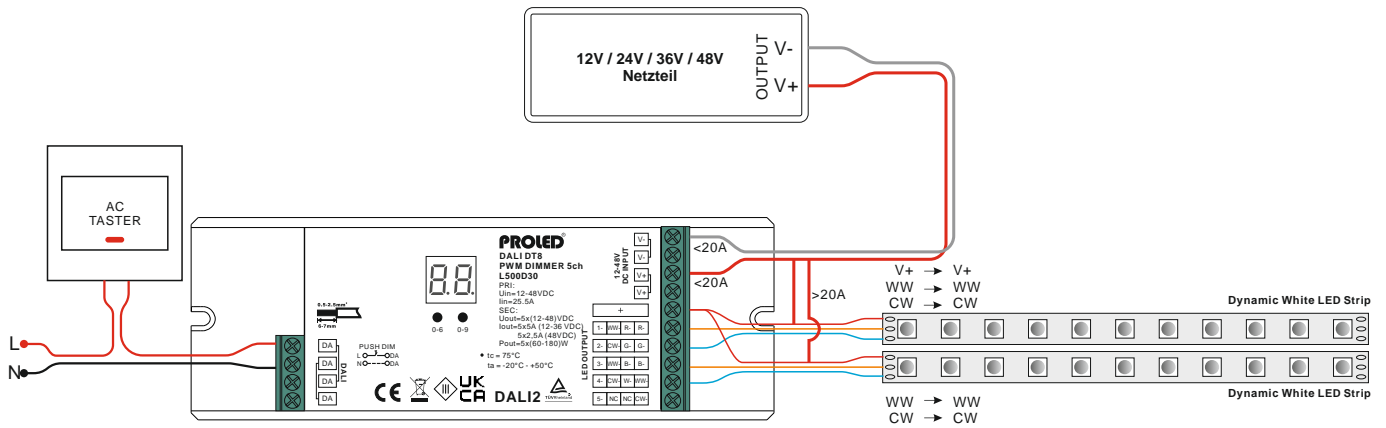 12V / 24V / 36V / 48V
Netzteil
OUTPUT
V-
V+
AC
TASTER
L
N
0.5-2.5mm²
6-7mm
DA
DA
DA
DA
DALI
PUSH DIM
L DA
N DA
0-6
0-9
PROLED®
DALI DT8
PWM DIMMER 5ch
L500D30
PRI:
Uin=12-48VDC
Iin=25.5A
SEC:
Uout=5x(12-48)VDC
Iout=5x5A (12-36 VDC)
5x2,5A (48VDC)
Pout=5x(60-180)W
tc = 75°C
ta = -20°C - +50°C
CE
UK
CA
DALI2
TÜVRheinland
12-48V
DC INPUT
V-
V-
V+
V+
LED OUTPUT
+
1- WW- R- R-
2- CW- G- G-
3- WW- B- B-
4- CW- W- WW-
5- NC NC CW-
<20A
<20A
>20A
V+ → V+
WW → WW
CW → CW
Dynamic White LED Strip
Dynamic White LED Strip
WW → WW
CW → CW